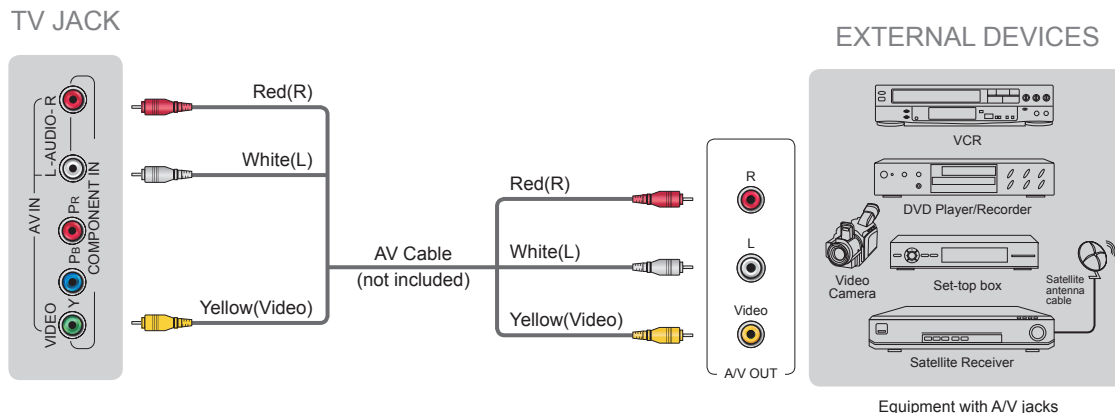 TV JACK
EXTERNAL DEVICES
AV IN
L-AUDIO-R
VIDEO
Y
PB
PR
COMPONENT IN
Red(R)
White(L)
Yellow(Video)
AV Cable
(not included)
Red(R)
White(L)
Yellow(Video)
R
L
Video
A/V OUT
VCR
DVD Player/Recorder
Video
Camera
Set-top box
Satellite
antenna
cable
Satellite Receiver
Equipment with A/V jacks